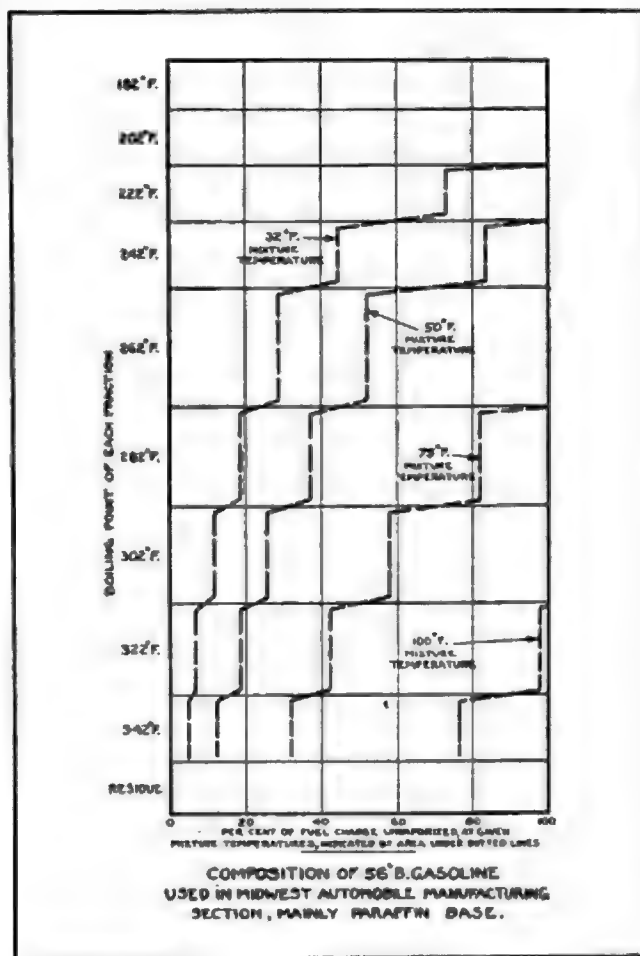 182°F.
202°F.
222°F.
32°F.
MIXTURE
TEMPERATURE
242°F.
50°F.
MIXTURE
TEMPERATURE
262°F.
BOILING POINT OF EACH FRACTION
75°F.
MIXTURE
TEMPERATURE
282°F.
302°F.
100°F.
MIXTURE
TEMPERATURE
322°F.
342°F.
RESIDUE
0 20 40 60 80 100
PER CENT OF FUEL CHARGE UNVAPORIZED AT GIVEN
MIXTURE TEMPERATURES, INDICATED BY AREA UNDER DOTTED LINES
COMPOSITION OF 56°B. GASOLINE
USED IN MIDWEST AUTOMOBILE MANUFACTURING
SECTION, MAINLY PARAFFIN BASE.